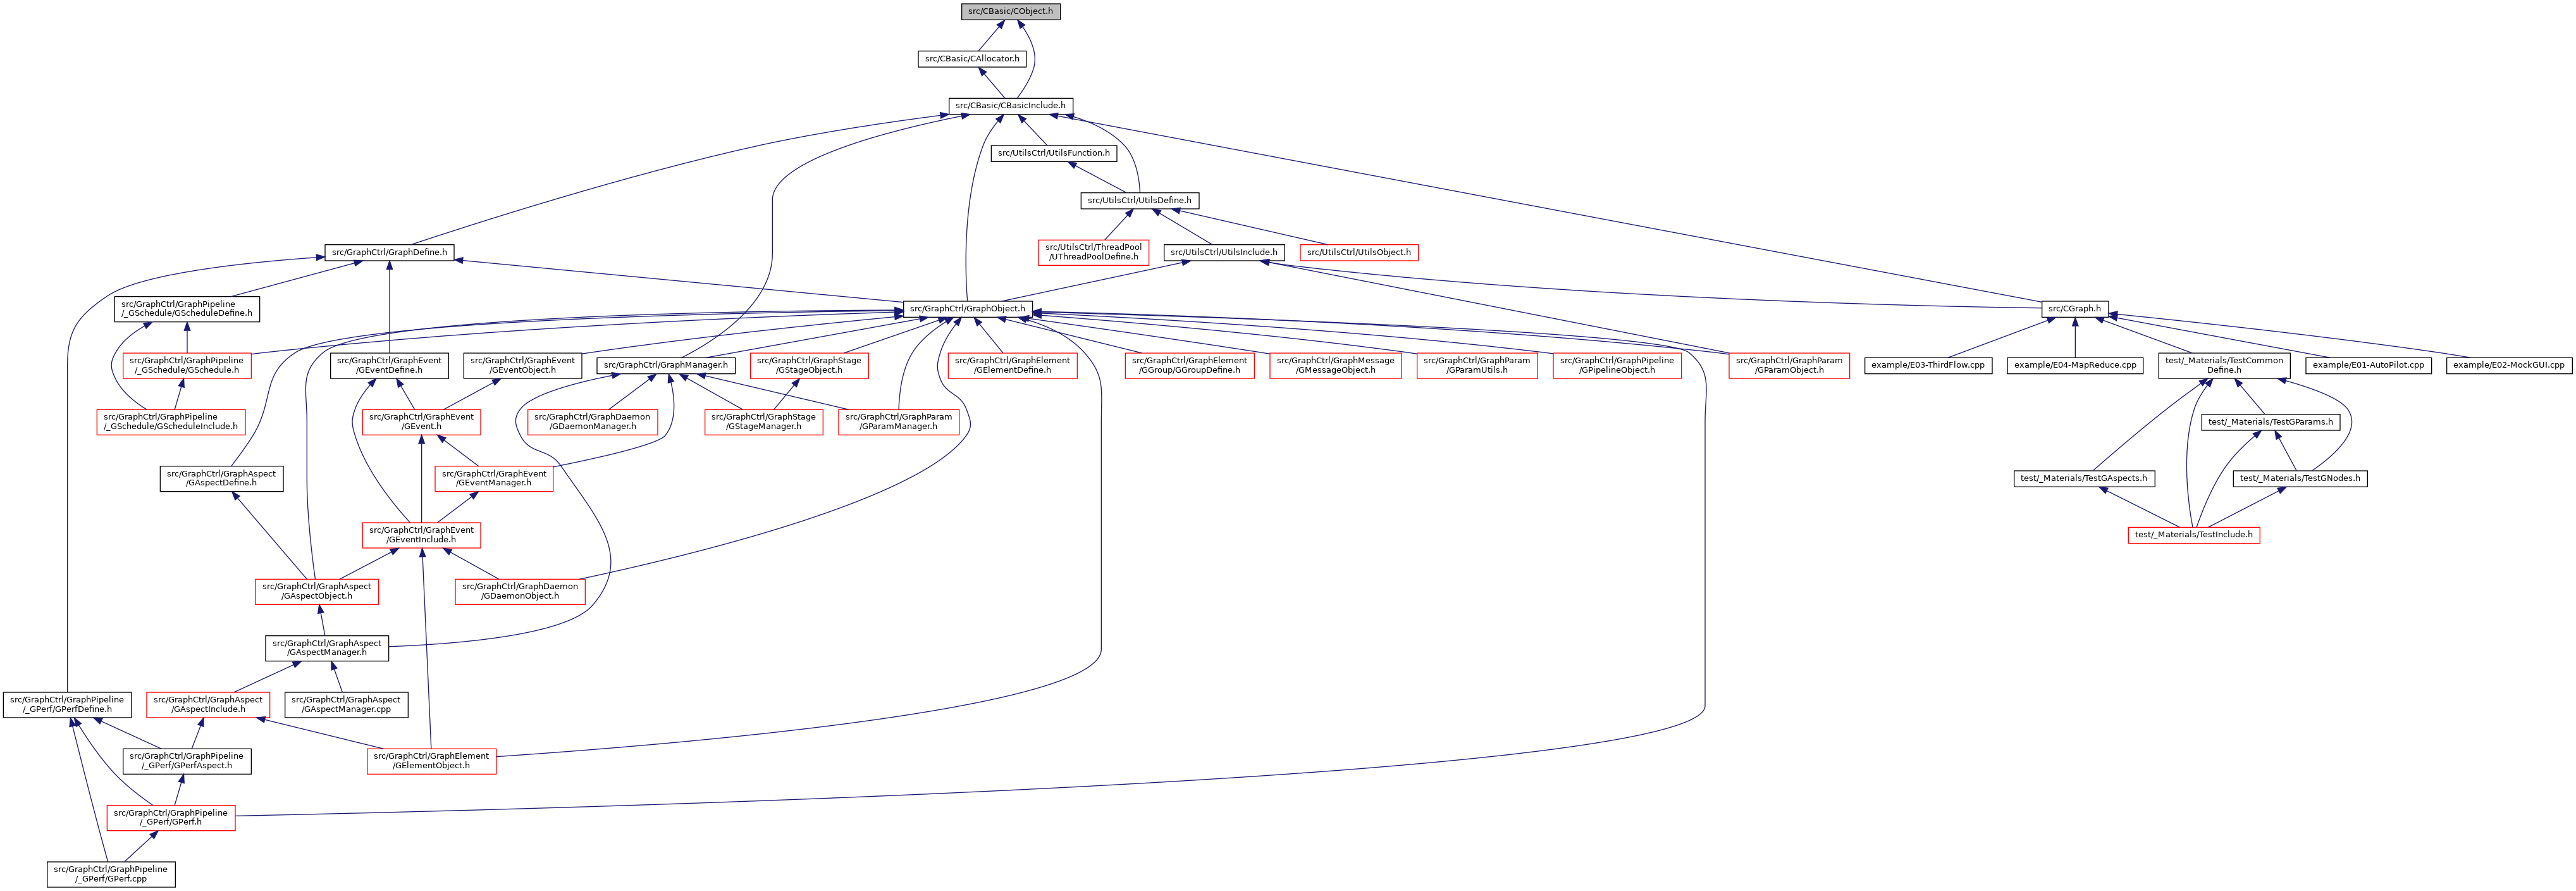 src/CBasic/CObject.h
src/CBasic/CAllocator.h
src/CBasic/CBasicInclude.h
src/UtilsCtrl/UtilsFunction.h
src/UtilsCtrl/UtilsDefine.h
src/GraphCtrl/GraphDefine.h
src/UtilsCtrl/ThreadPool
/UThreadPoolDefine.h
src/UtilsCtrl/UtilsInclude.h
src/UtilsCtrl/UtilsObject.h
src/GraphCtrl/GraphPipeline
/_GSchedule/GScheduleDefine.h
src/GraphCtrl/GraphObject.h
src/CGraph.h
src/GraphCtrl/GraphPipeline
/_GSchedule/GSchedule.h
src/GraphCtrl/GraphEvent
/GEventDefine.h
src/GraphCtrl/GraphEvent
/GEventObject.h
src/GraphCtrl/GraphManager.h
src/GraphCtrl/GraphStage
/GStageObject.h
src/GraphCtrl/GraphElement
/GElementDefine.h
src/GraphCtrl/GraphElement
/GGroup/GGroupDefine.h
src/GraphCtrl/GraphMessage
/GMessageObject.h
src/GraphCtrl/GraphParam
/GParamUtils.h
src/GraphCtrl/GraphPipeline
/GPipelineObject.h
src/GraphCtrl/GraphParam
/GParamObject.h
example/E03-ThirdFlow.cpp
example/E04-MapReduce.cpp
test/_Materials/TestCommon
Define.h
example/E01-AutoPilot.cpp
example/E02-MockGUI.cpp
src/GraphCtrl/GraphPipeline
/_GSchedule/GScheduleInclude.h
src/GraphCtrl/GraphEvent
/GEvent.h
src/GraphCtrl/GraphDaemon
/GDaemonManager.h
src/GraphCtrl/GraphStage
/GStageManager.h
src/GraphCtrl/GraphParam
/GParamManager.h
test/_Materials/TestGParams.h
src/GraphCtrl/GraphAspect
/GAspectDefine.h
src/GraphCtrl/GraphEvent
/GEventManager.h
test/_Materials/TestGAspects.h
test/_Materials/TestGNodes.h
src/GraphCtrl/GraphEvent
/GEventInclude.h
test/_Materials/TestInclude.h
src/GraphCtrl/GraphAspect
/GAspectObject.h
src/GraphCtrl/GraphDaemon
/GDaemonObject.h
src/GraphCtrl/GraphAspect
/GAspectManager.h
src/GraphCtrl/GraphPipeline
/_GPerf/GPerfDefine.h
src/GraphCtrl/GraphAspect
/GAspectInclude.h
src/GraphCtrl/GraphAspect
/GAspectManager.cpp
src/GraphCtrl/GraphPipeline
/_GPerf/GPerfAspect.h
src/GraphCtrl/GraphElement
/GElementObject.h
src/GraphCtrl/GraphPipeline
/_GPerf/GPerf.h
src/GraphCtrl/GraphPipeline
/_GPerf/GPerf.cpp